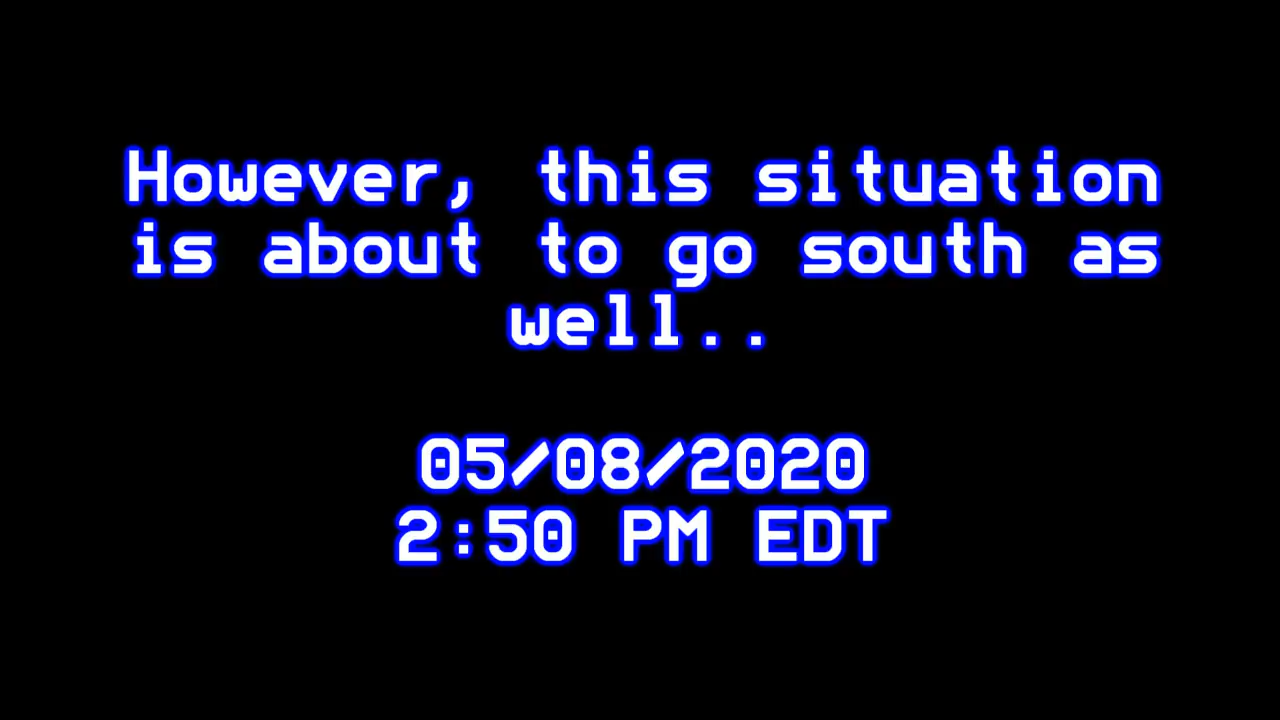 However, this situation
is about to go south as
well..
05/08/2020
2:50 PM EDT